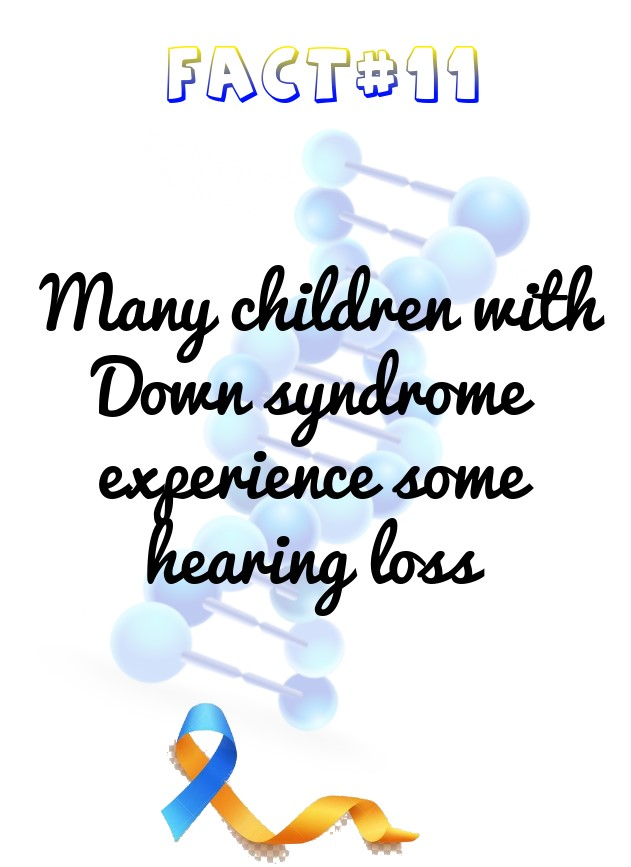 FACT#11
Many children with
Down syndrome
experience some
hearing loss